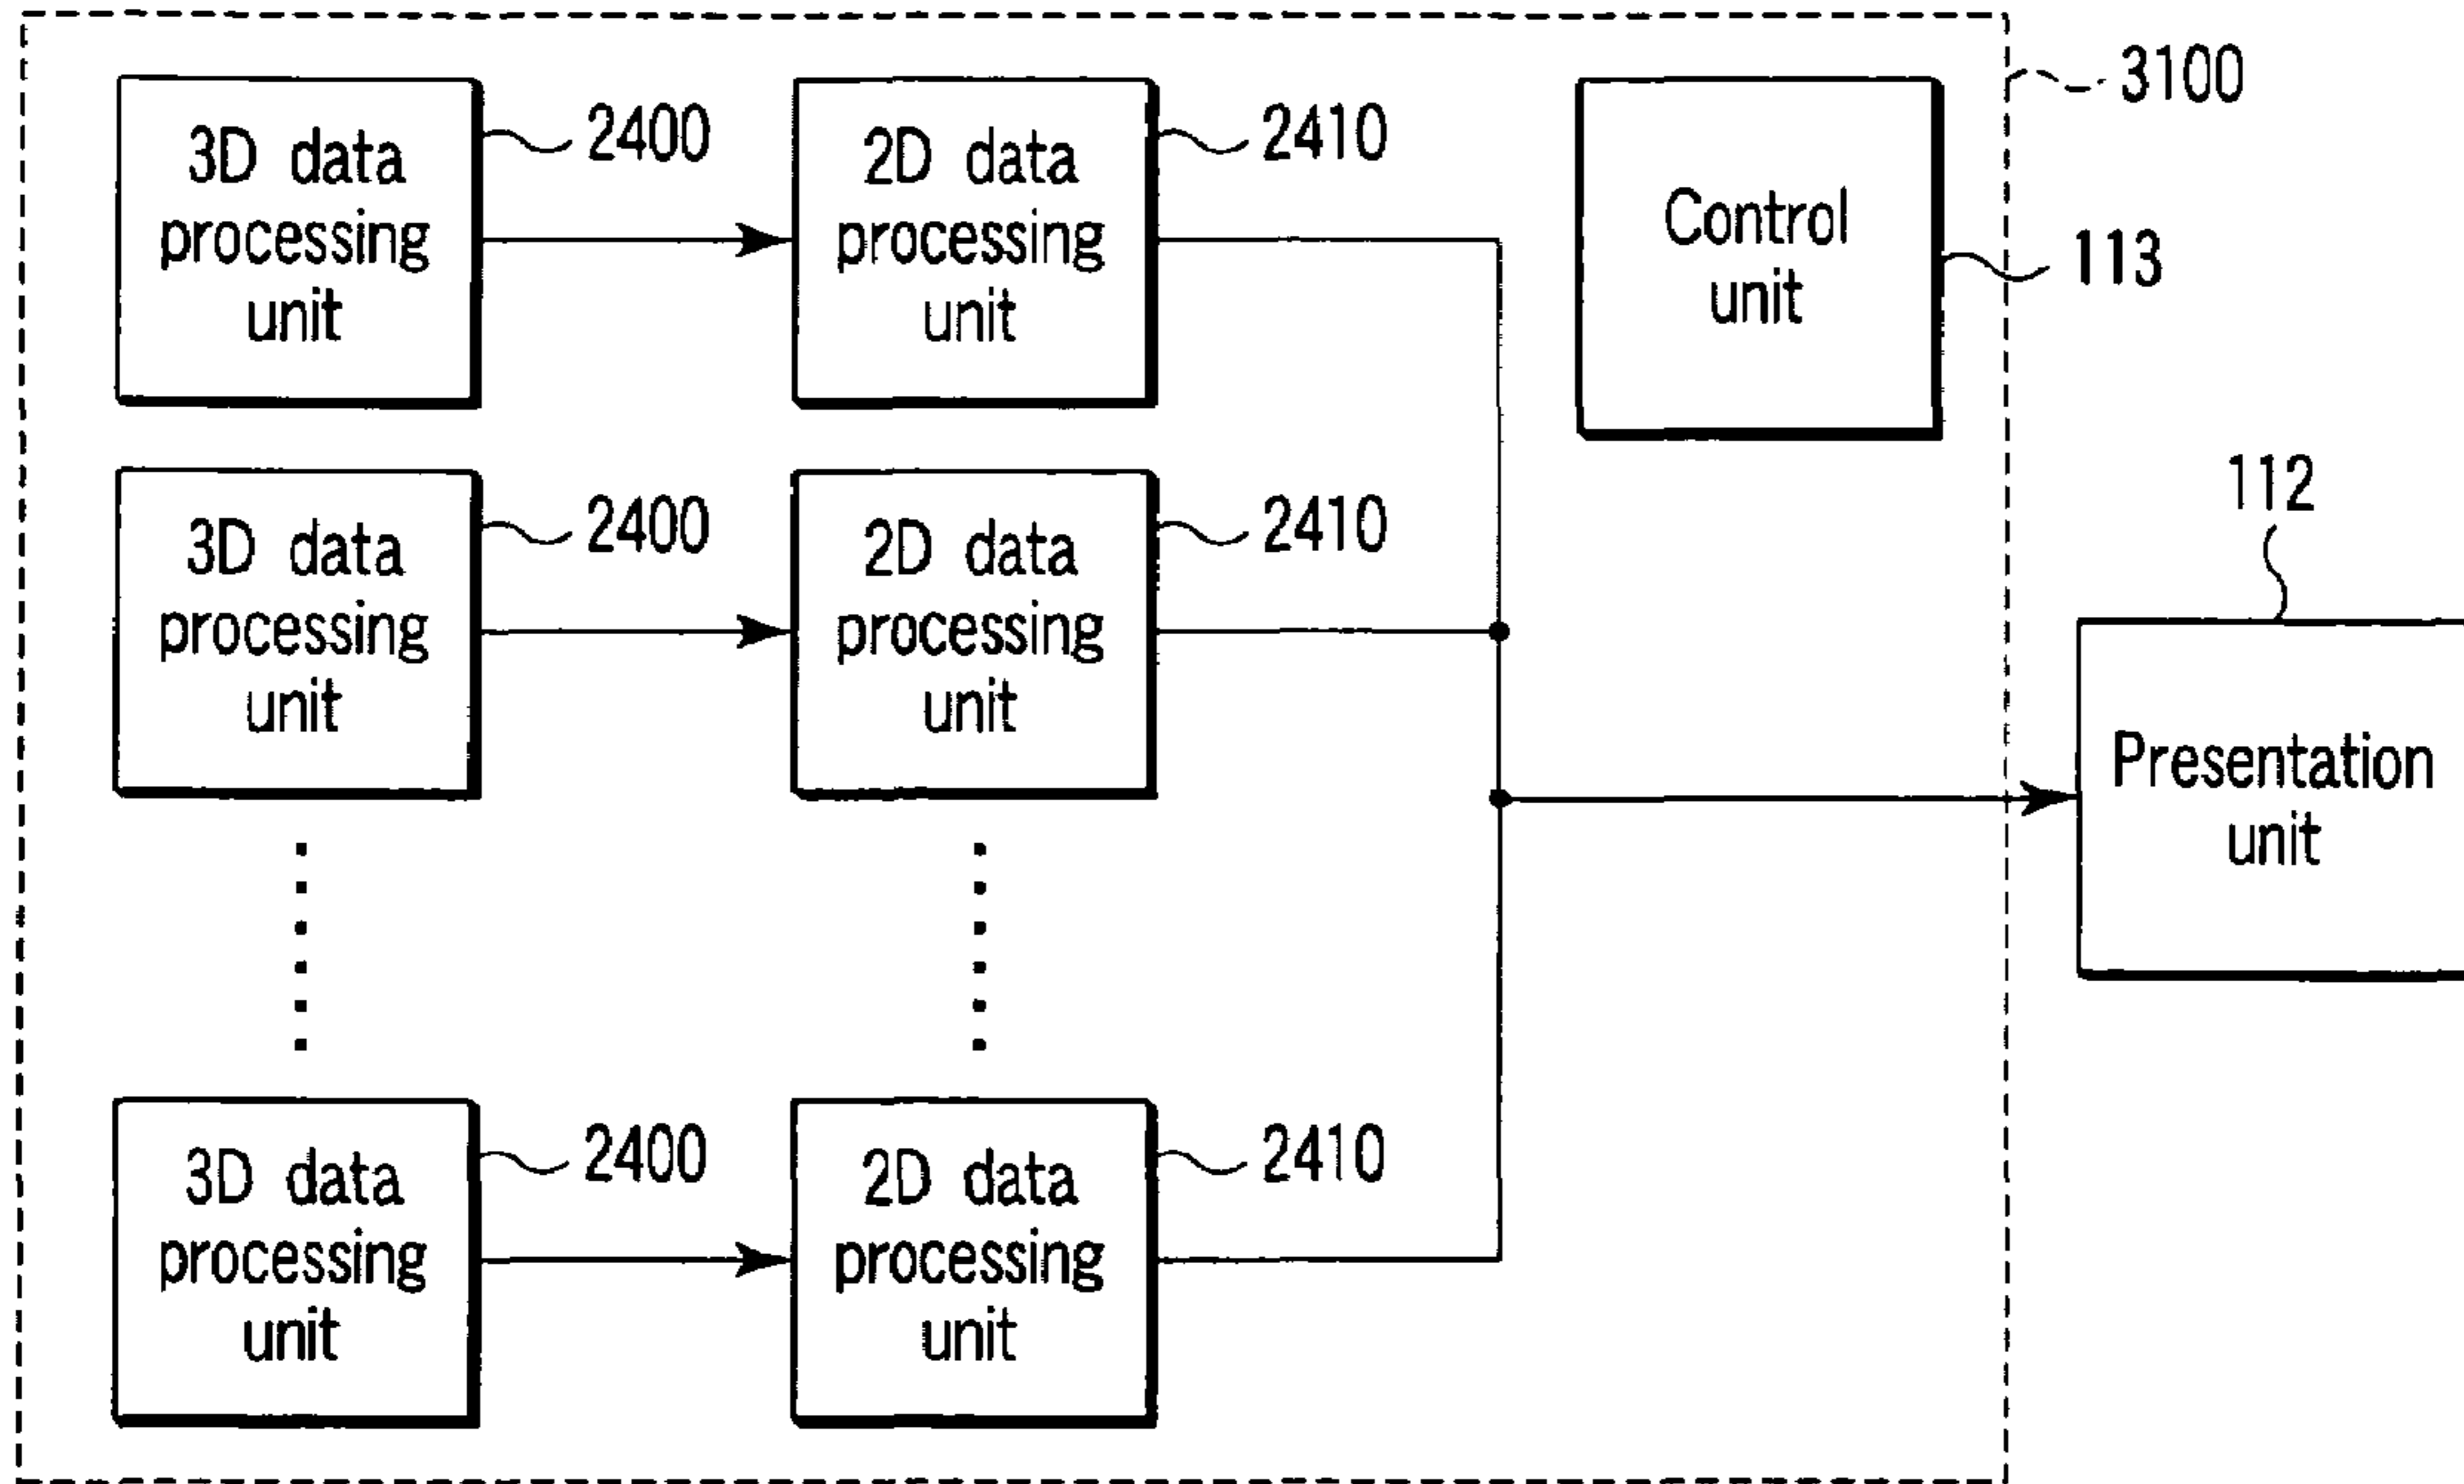 3100
3D data
processing
unit
2400
2D data
processing
unit
2410
Control
unit
113
3D data
processing
unit
2400
2D data
processing
unit
2410
112
Presentation
unit
3D data
processing
unit
2400
2D data
processing
unit
2410